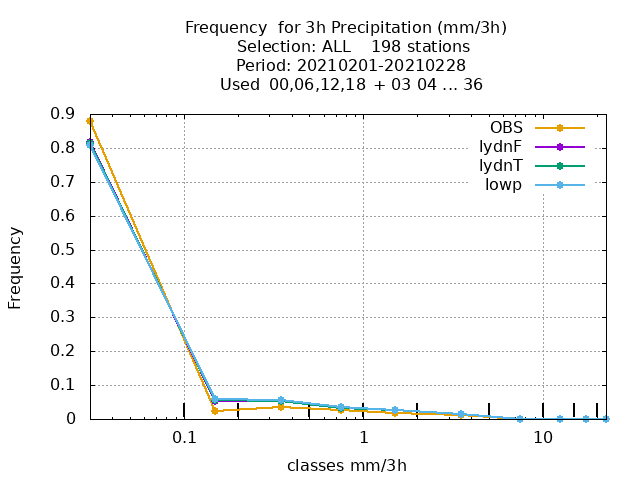 Frequency  for 3h Precipitation (mm/3h)
Selection: ALL    198 stations
Period: 20210201-20210228
Used  00,06,12,18  + 03 04 ... 36
OBS
lydnF
lydnT
lowp
0.9
0.8
0.7
0.6
0.5
0.4
0.3
0.2
0.1
0
Frequency
0.1
1
10
classes mm/3h